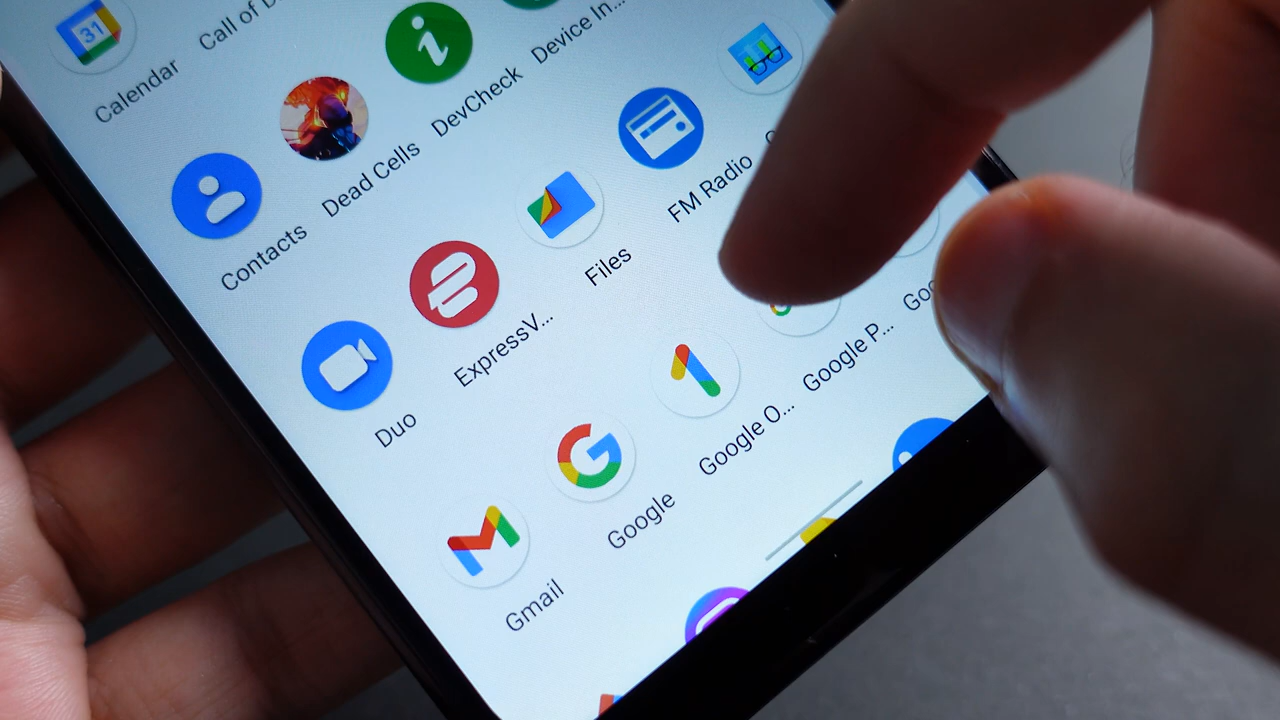 31
Calendar
Call of D
Contacts
Dead Cells
DevCheck
Device In...
Duo
ExpressV...
Files
FM Radio
Gmail
Google
Google O...
Google P...
Goo